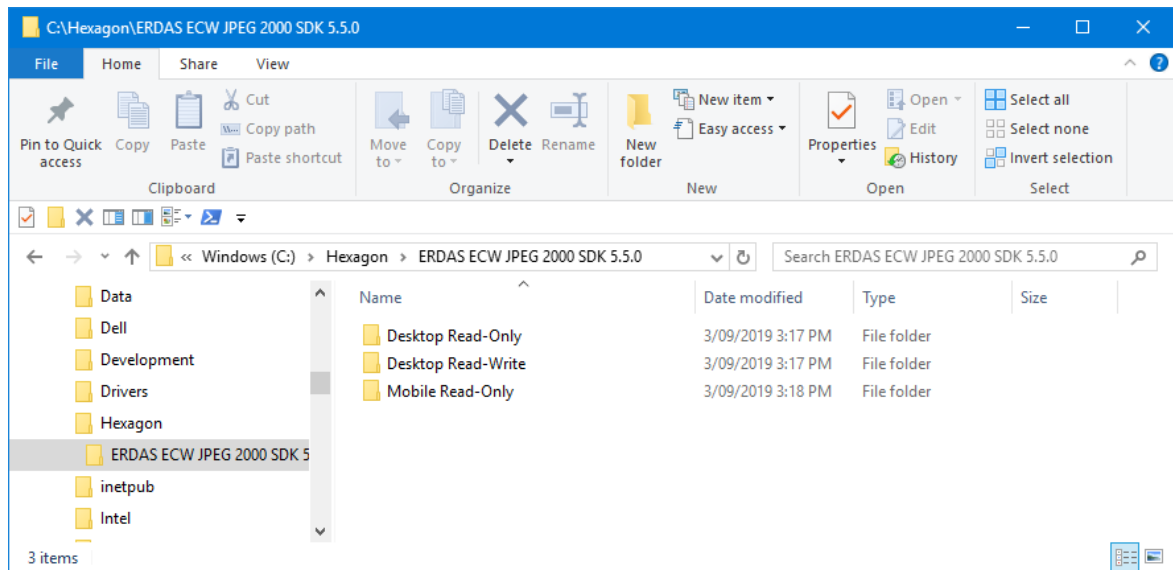 C:\Hexagon\ERDAS ECW JPEG 2000 SDK 5.5.0
File Home Share View
Pin to Quick access
Copy
Paste
Cut
Copy path
Paste shortcut
Clipboard
Move to
Copy to
Delete
Rename
Organize
New folder
New item
Easy access
New
Properties
Open
Edit
History
Open
Select all
Select none
Invert selection
Select
« Windows (C:) › Hexagon › ERDAS ECW JPEG 2000 SDK 5.5.0
Search ERDAS ECW JPEG 2000 SDK 5.5.0
Data
Dell
Development
Drivers
Hexagon
ERDAS ECW JPEG 2000 SDK 5
inetpub
Intel
Name Date modified Type Size
Desktop Read-Only 3/09/2019 3:17 PM File folder
Desktop Read-Write 3/09/2019 3:17 PM File folder
Mobile Read-Only 3/09/2019 3:18 PM File folder
3 items